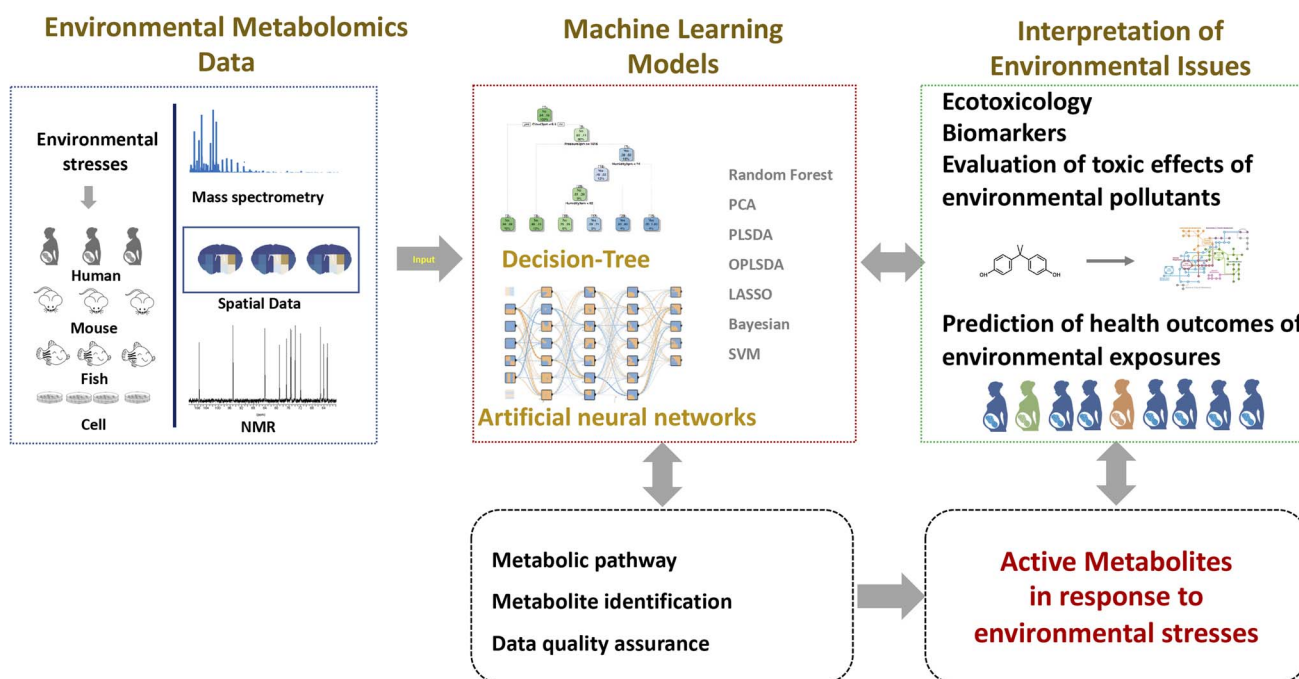 Environmental Metabolomics
Data
Environmental
stresses
Human
Mouse
Fish
Cell
Mass spectrometry
Spatial Data
NMR
Input
Machine Learning
Models
Decision-Tree
Artificial neural networks
Random Forest
PCA
PLSDA
OPLSDA
LASSO
Bayesian
SVM
Interpretation of
Environmental Issues
Ecotoxicology
Biomarkers
Evaluation of toxic effects of
environmental pollutants
OH
OH
Prediction of health outcomes of
environmental exposures
Metabolic pathway
Metabolite identification
Data quality assurance
Active Metabolites
in response to
environmental stresses